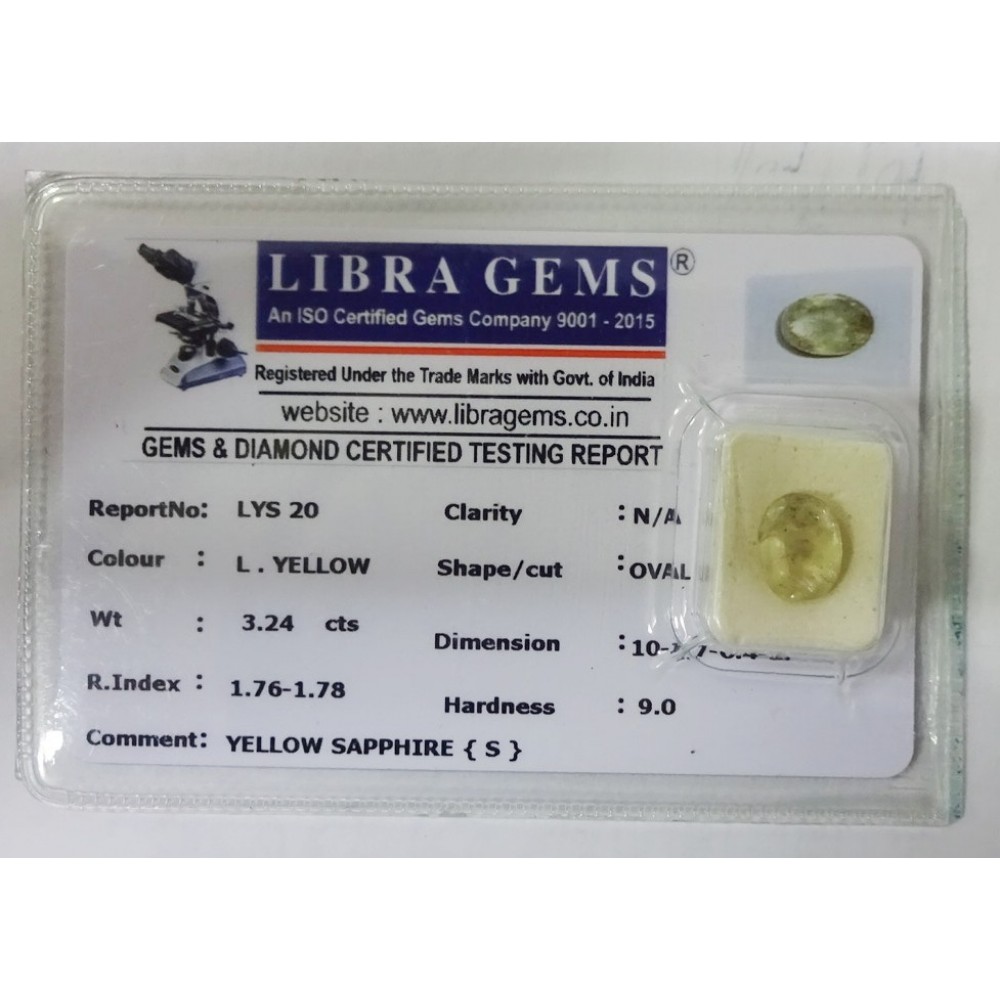 LIBRA GEMS ®
An ISO Certified Gems Company 9001 - 2015
Registered Under the Trade Marks with Govt. of India
website : www.libragems.co.in
GEMS & DIAMOND CERTIFIED TESTING REPORT
ReportNo: LYS 20 Clarity : N/A
Colour : L . YELLOW Shape/cut : OVAL
Wt : 3.24 cts Dimension :
R.Index : 1.76-1.78 Hardness : 9.0
Comment: YELLOW SAPPHIRE { S }